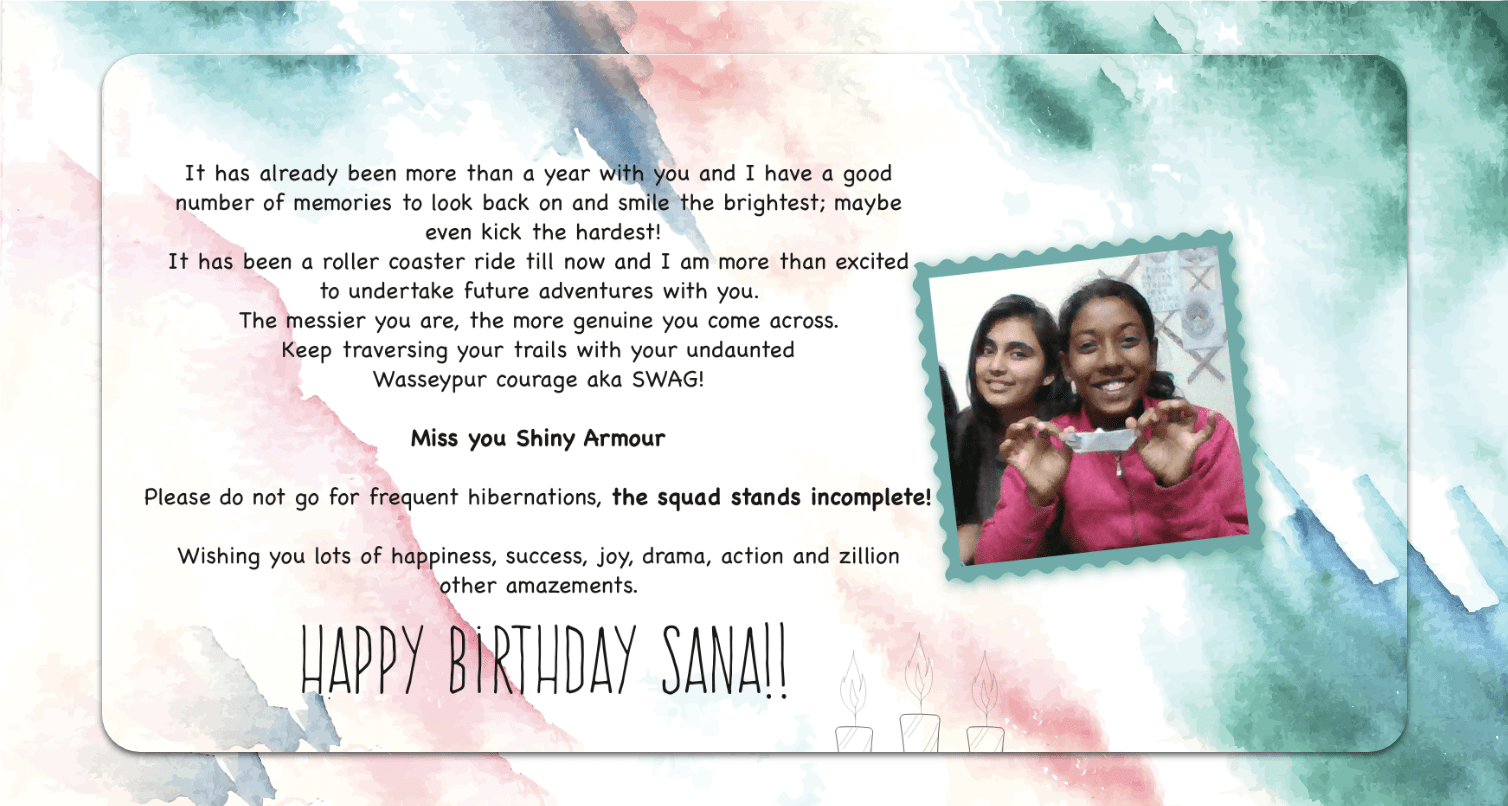 It has already been more than a year with you and I have a good
number of memories to look back on and smile the brightest; maybe
even kick the hardest!
It has been a roller coaster ride till now and I am more than excited
to undertake future adventures with you.
The messier you are, the more genuine you come across.
Keep traversing your trails with your undaunted
Wasseypur courage aka SWAG!
Miss you Shiny Armour
Please do not go for frequent hibernations, the squad stands incomplete!
Wishing you lots of happiness, success, joy, drama, action and zillion
other amazements.
HAPPY BiRTHDAY SANA!!